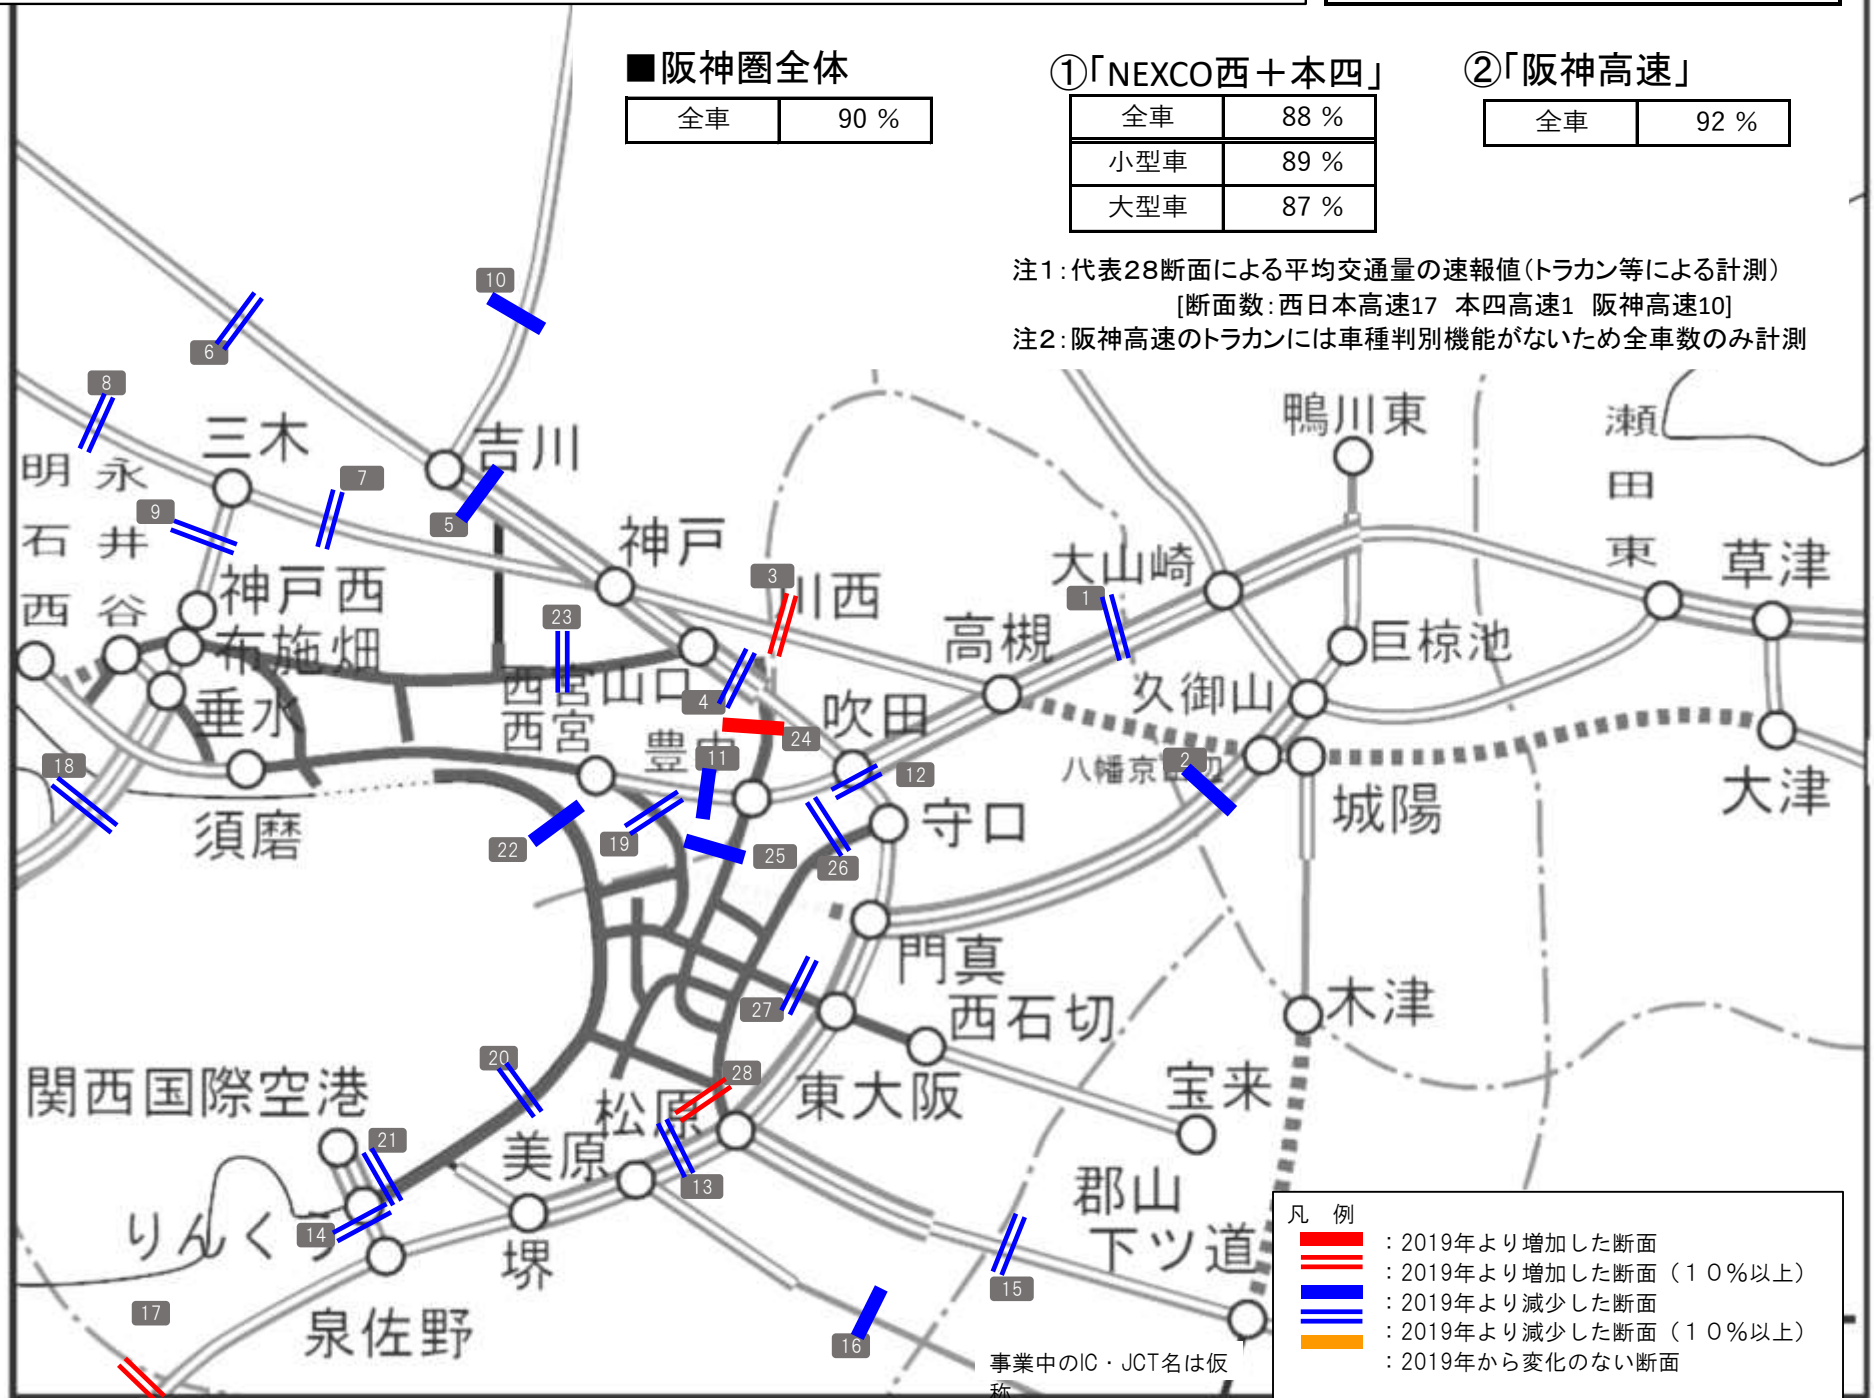 ■阪神圏全体
全車 90 %
①「NEXCO西＋本四」
全車 88 %
小型車 89 %
大型車 87 %
②「阪神高速」
全車 92 %
注1：代表28断面による平均交通量の速報値（トラカン等による計測）
[断面数：西日本高速17 本四高速1 阪神高速10]
注2：阪神高速のトラカンには車種判別機能がないため全車数のみ計測
10
6
8
三木
吉川
鴨川東
瀬田東
明石西
永井谷
7
9
5
神戸
大山崎
草津
3
川西
1
神戸西
布施畑
23
高槻
巨椋池
西宮山口
4
久御山
垂水
西宮
吹田
24
豊中
11
12
2
18
八幡京田辺
大津
須磨
城陽
守口
22
19
25
26
門真
西石切
木津
27
20
28
関西国際空港
松原
東大阪
宝来
21
美原
13
郡山
下ツ道
りんくう
14
堺
15
17
泉佐野
16
事業中のIC・JCT名は仮
称
凡 例
：2019年より増加した断面
：2019年より増加した断面（１０％以上）
：2019年より減少した断面
：2019年より減少した断面（１０％以上）
：2019年から変化のない断面